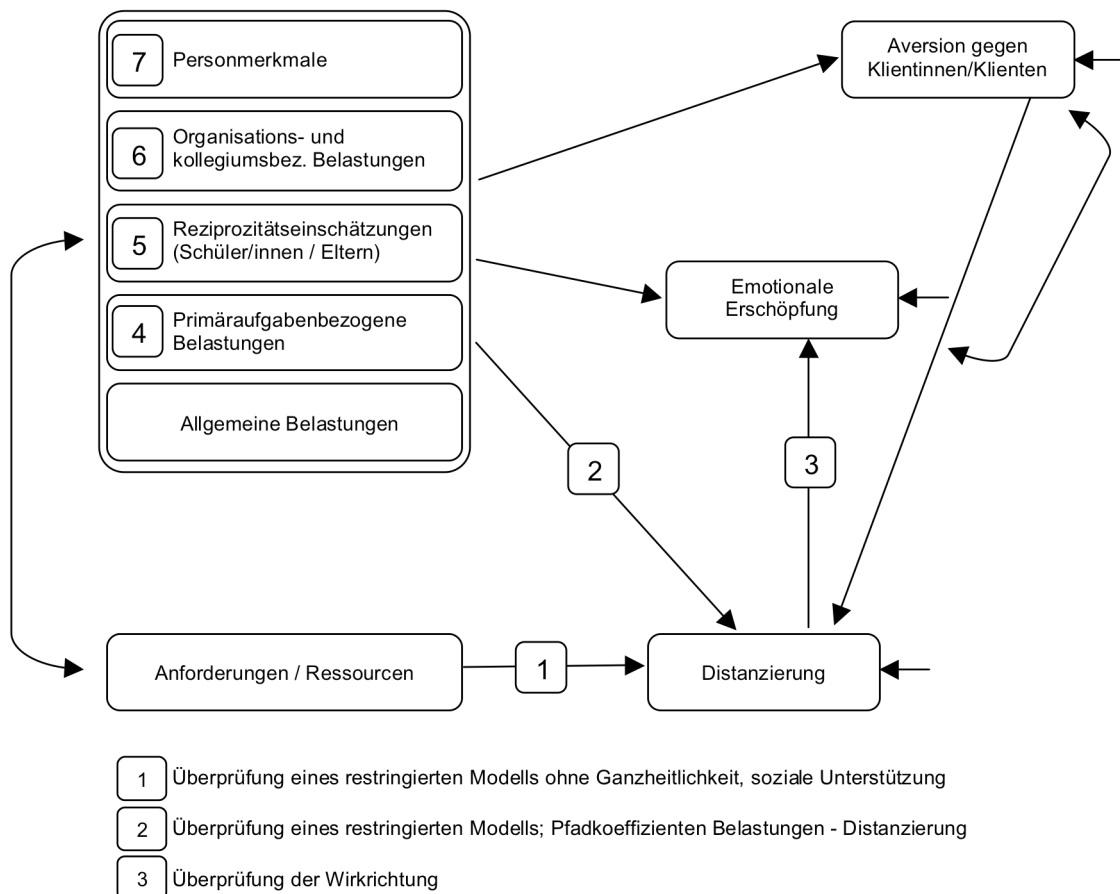 7 Personmerkmale
6 Organisations- und
kollegiumsbez. Belastungen
5 Reziprozitätseinschätzungen
(Schüler/innen / Eltern)
4 Primäraufgabenbezogene
Belastungen
Allgemeine Belastungen
Aversion gegen
Klientinnen/Klienten
Emotionale
Erschöpfung
2
3
Anforderungen / Ressourcen
1
Distanzierung
1 Überprüfung eines restringierten Modells ohne Ganzheitlichkeit, soziale Unterstützung
2 Überprüfung eines restringierten Modells; Pfadkoeffizienten Belastungen - Distanzierung
3 Überprüfung der Wirkrichtung